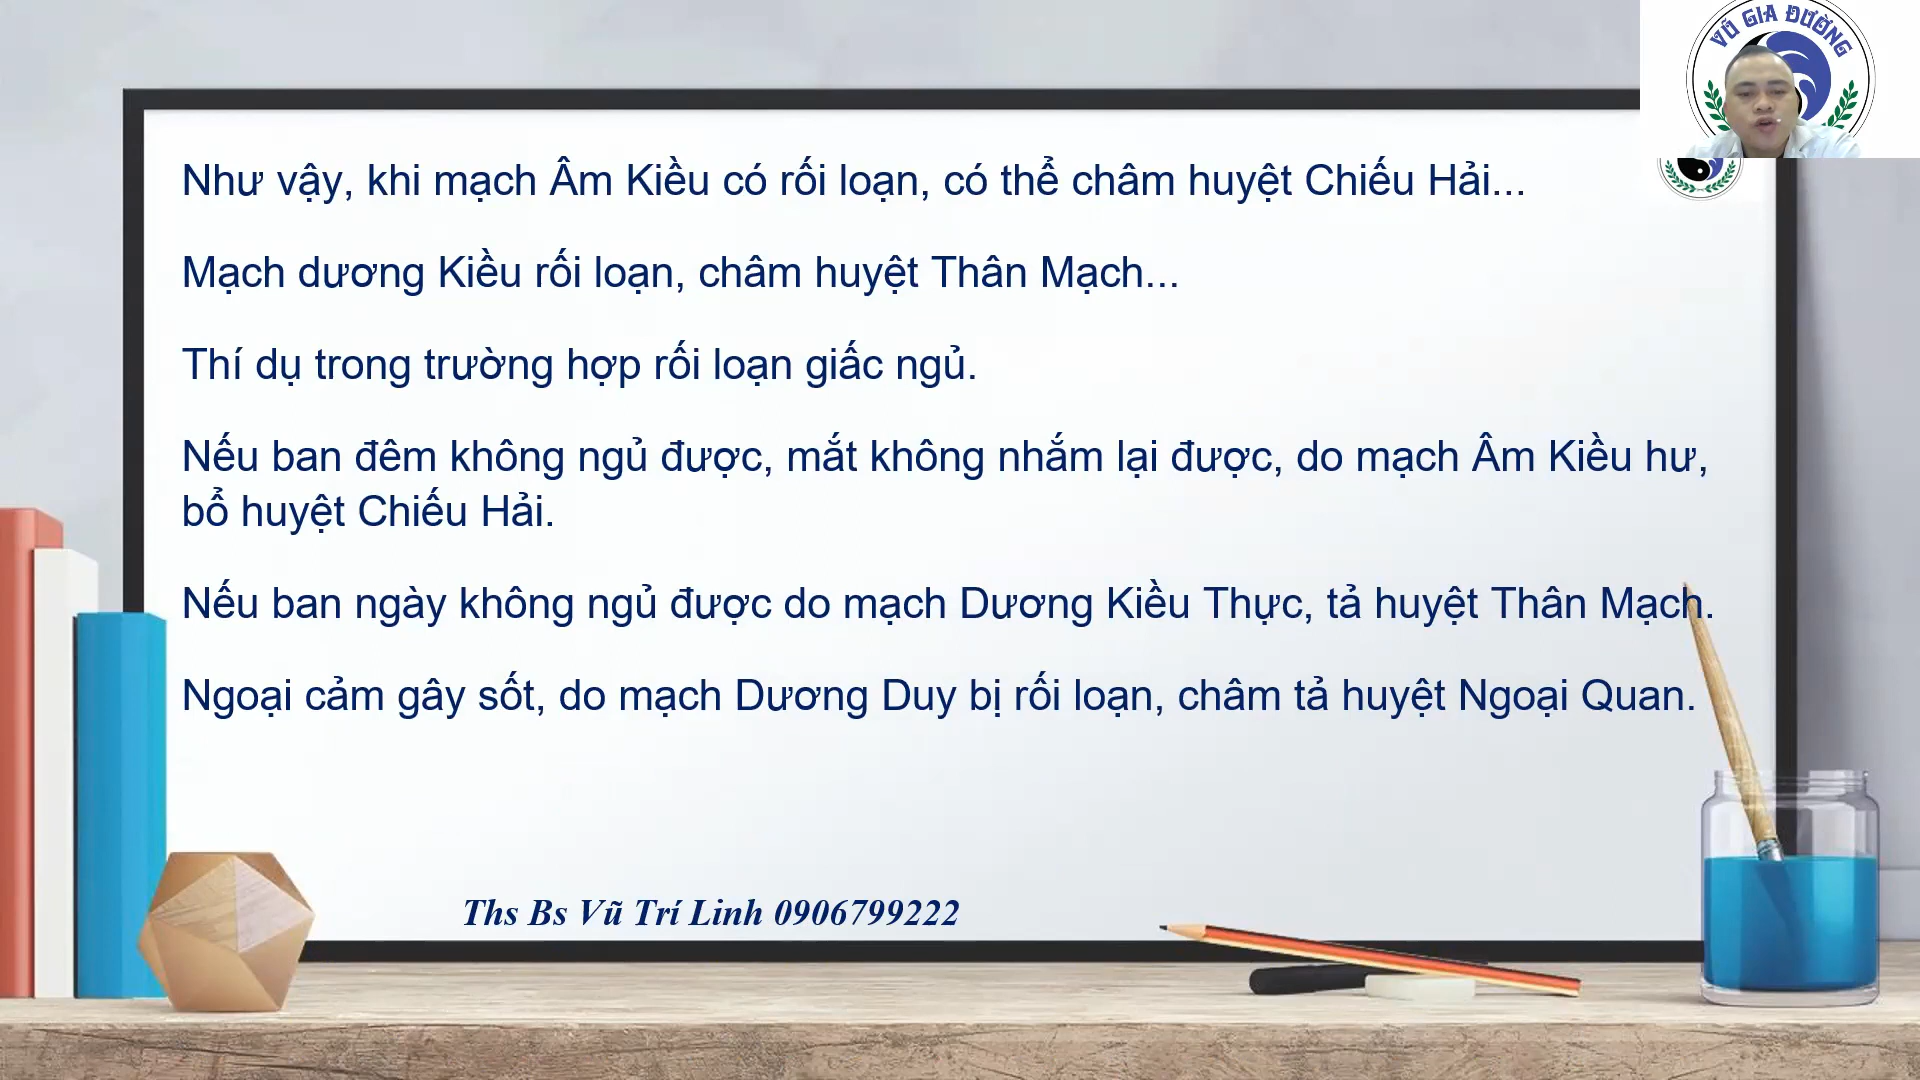 VŨ GIA ĐƯỜNG
Như vậy, khi mạch Âm Kiều có rối loạn, có thể châm huyệt Chiếu Hải...
Mạch dương Kiều rối loạn, châm huyệt Thân Mạch...
Thí dụ trong trường hợp rối loạn giấc ngủ.
Nếu ban đêm không ngủ được, mắt không nhắm lại được, do mạch Âm Kiều hư,
bổ huyệt Chiếu Hải.
Nếu ban ngày không ngủ được do mạch Dương Kiều Thực, tả huyệt Thân Mạch.
Ngoại cảm gây sốt, do mạch Dương Duy bị rối loạn, châm tả huyệt Ngoại Quan.
Ths Bs Vũ Trí Linh 0906799222